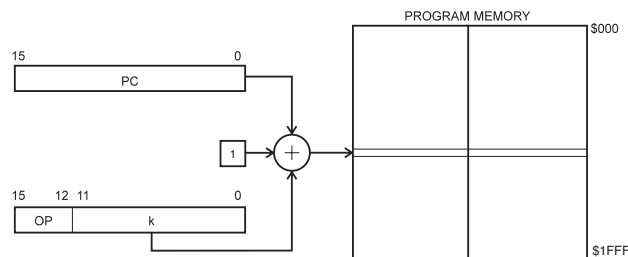 PROGRAM MEMORY
$000
15 0
PC
1
+
15 12 11 0
OP k
$1FFF